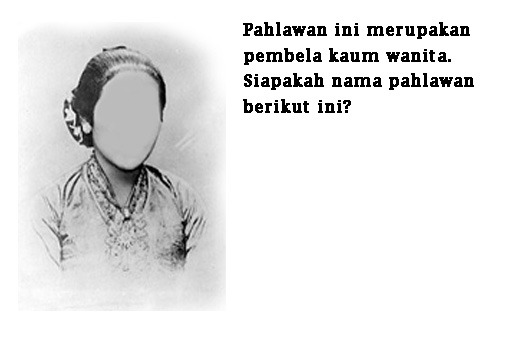 Pahlawan ini merupakan
pembela kaum wanita.
Siapakah nama pahlawan
berikut ini?